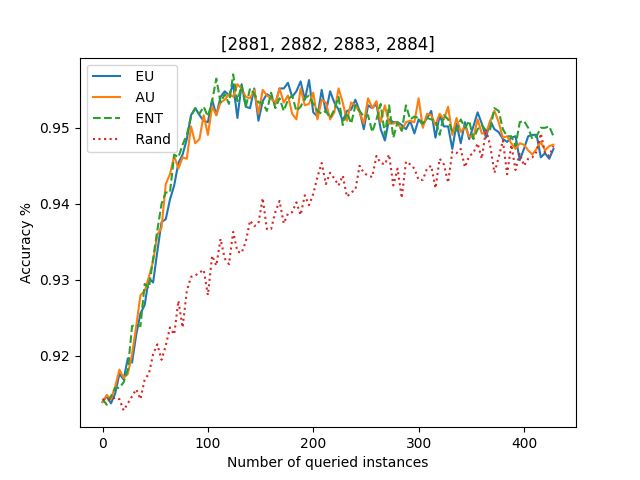 [2881, 2882, 2883, 2884]
EU
AU
ENT
Rand
Accuracy %
0.95
0.94
0.93
0.92
0 100 200 300 400
Number of queried instances